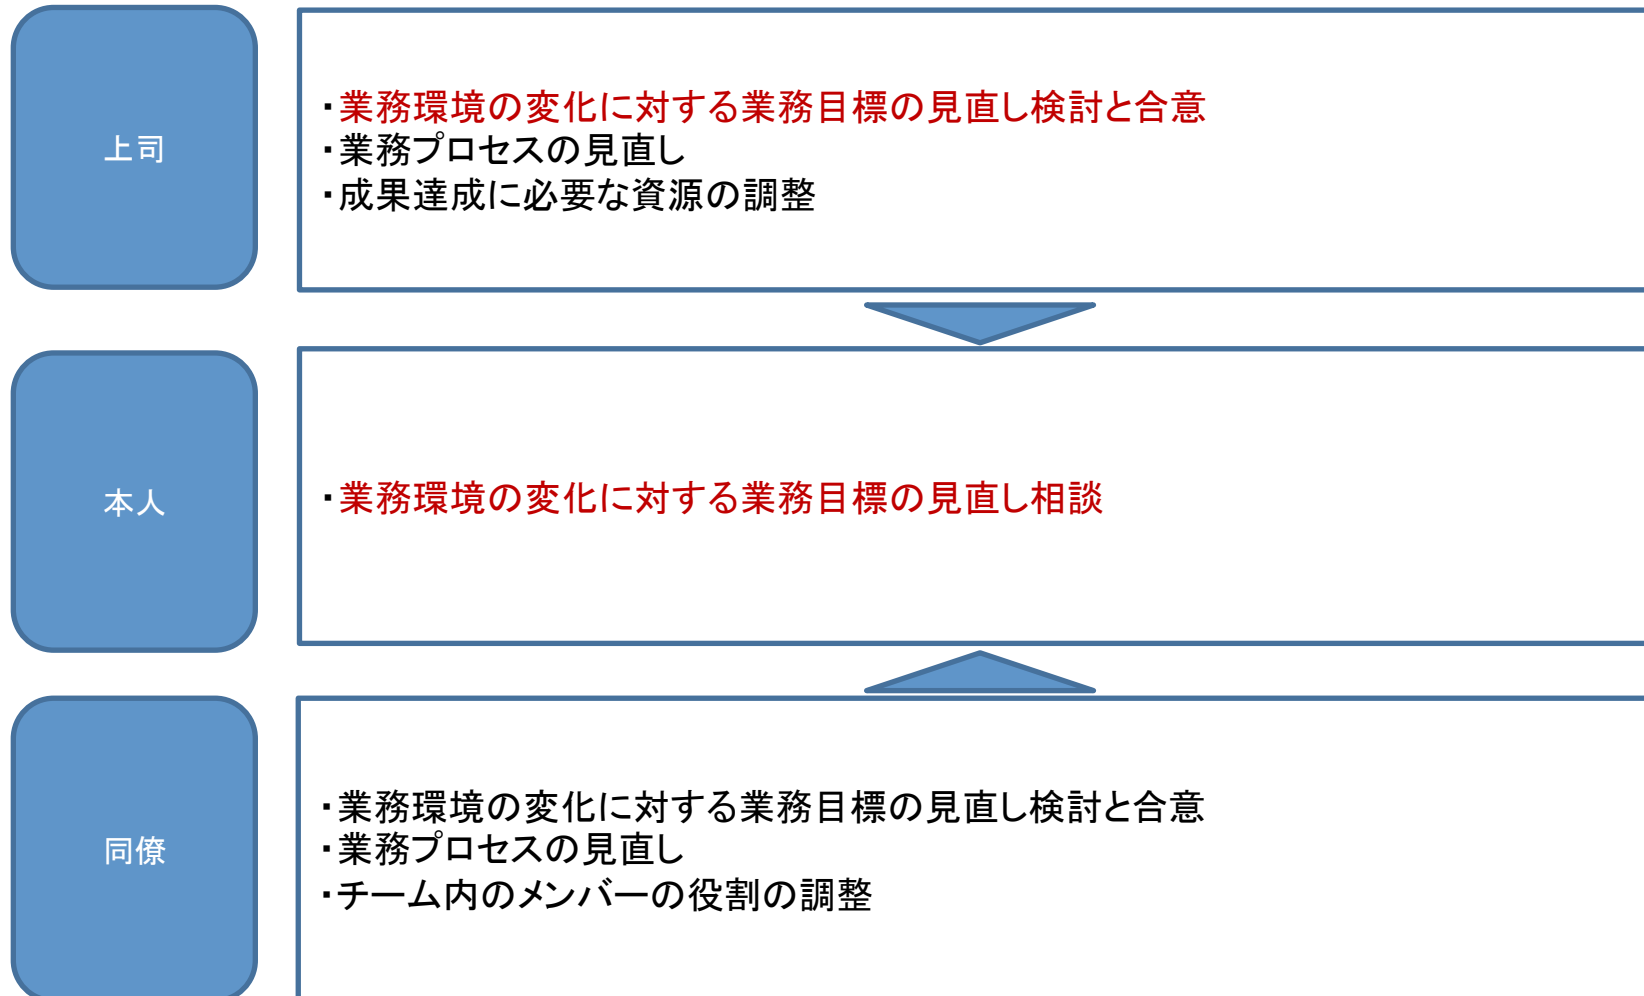 上司
・業務環境の変化に対する業務目標の見直し検討と合意
・業務プロセスの見直し
・成果達成に必要な資源の調整
本人
・業務環境の変化に対する業務目標の見直し相談
同僚
・業務環境の変化に対する業務目標の見直し検討と合意
・業務プロセスの見直し
・チーム内のメンバーの役割の調整